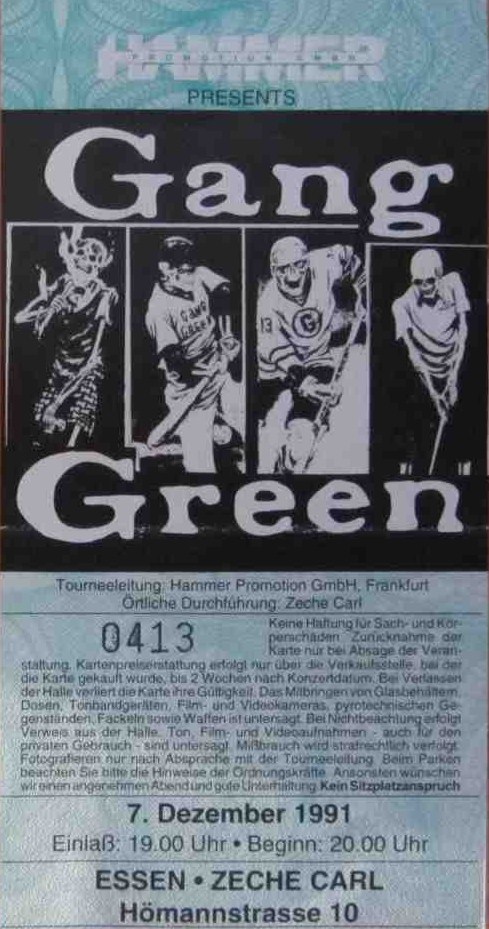 HAMMER
PROMOTION GMBH
PRESENTS
Gang
GANG
GREEN
13
G
Green
Tourneeleitung: Hammer Promotion GmbH, Frankfurt
Örtliche Durchführung: Zeche Carl
0413
Keine Haftung für Sach- und Kör-
perschäden. Zurücknahme der
Karte nur bei Absage der Veran-
staltung. Kartenpreiserstattung erfolgt nur über die Verkaufsstelle, bei der
die Karte gekauft wurde, bis 2 Wochen nach Konzertdatum. Bei Verlassen
der Halle verliert die Karte ihre Gültigkeit. Das Mitbringen von Glasbehältern,
Dosen, Tonbandgeräten, Film- und Videokameras, pyrotechnischen Ge-
genständen, Fackeln sowie Waffen ist untersagt. Bei Nichtbeachtung erfolgt
Verweis aus der Halle. Ton, Film- und Videoaufnahmen - auch für den
privaten Gebrauch - sind untersagt. Mißbrauch wird strafrechtlich verfolgt.
Fotografieren nur nach Absprache mit der Tourneeleitung. Beim Parken
beachten Sie bitte die Hinweise der Ordnungskräfte. Ansonsten wünschen
wir einen angenehmen Abend und gute Unterhaltung. Kein Sitzplatzanspruch
7. Dezember 1991
Einlaß: 19.00 Uhr • Beginn: 20.00 Uhr
ESSEN • ZECHE CARL
Hömannstrasse 10